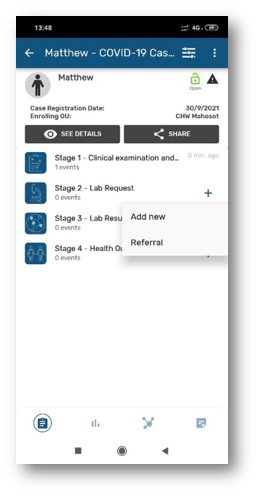 13:48
4G
Matthew - COVID-19 Cas...
Matthew
Open
Case Registration Date: 30/9/2021
Enrolling OU: CHW Mahosot
SEE DETAILS
SHARE
Stage 1 - Clinical examination and... 8 min. ago
1 events
Stage 2 - Lab Request
0 events
Add new
Stage 3 - Lab Resu
0 events
Referral
Stage 4 - Health Ou
0 events